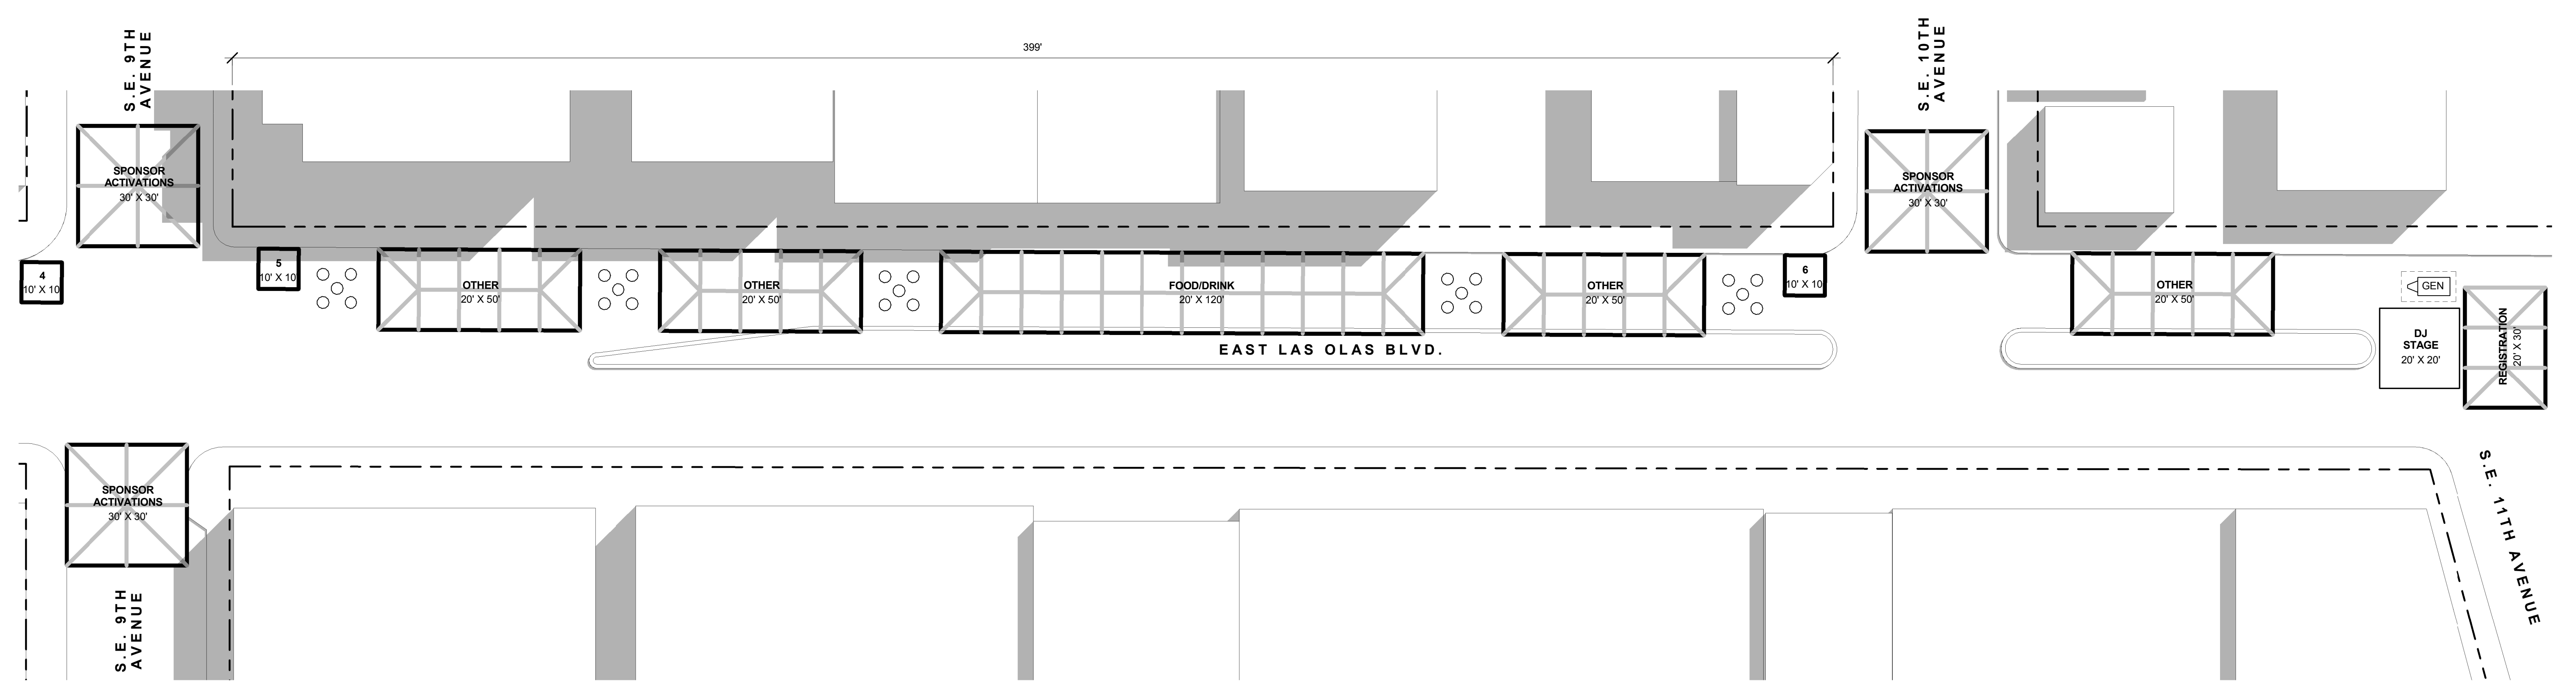 S.E. 9TH
AVENUE
399'
S.E. 10TH
AVENUE
SPONSOR
ACTIVATIONS
30' X 30'
SPONSOR
ACTIVATIONS
30' X 30'
4
10' X 10
5
10' X 10
OTHER
20' X 50'
OTHER
20' X 50'
FOOD/DRINK
20' X 120'
OTHER
20' X 50'
6
10' X 10
OTHER
20' X 50'
GEN
DJ
STAGE
20' X 20'
REGISTRATION
20' X 30'
EAST LAS OLAS BLVD.
SPONSOR
ACTIVATIONS
30' X 30'
S.E. 9TH
AVENUE
S.E. 11TH AVENUE